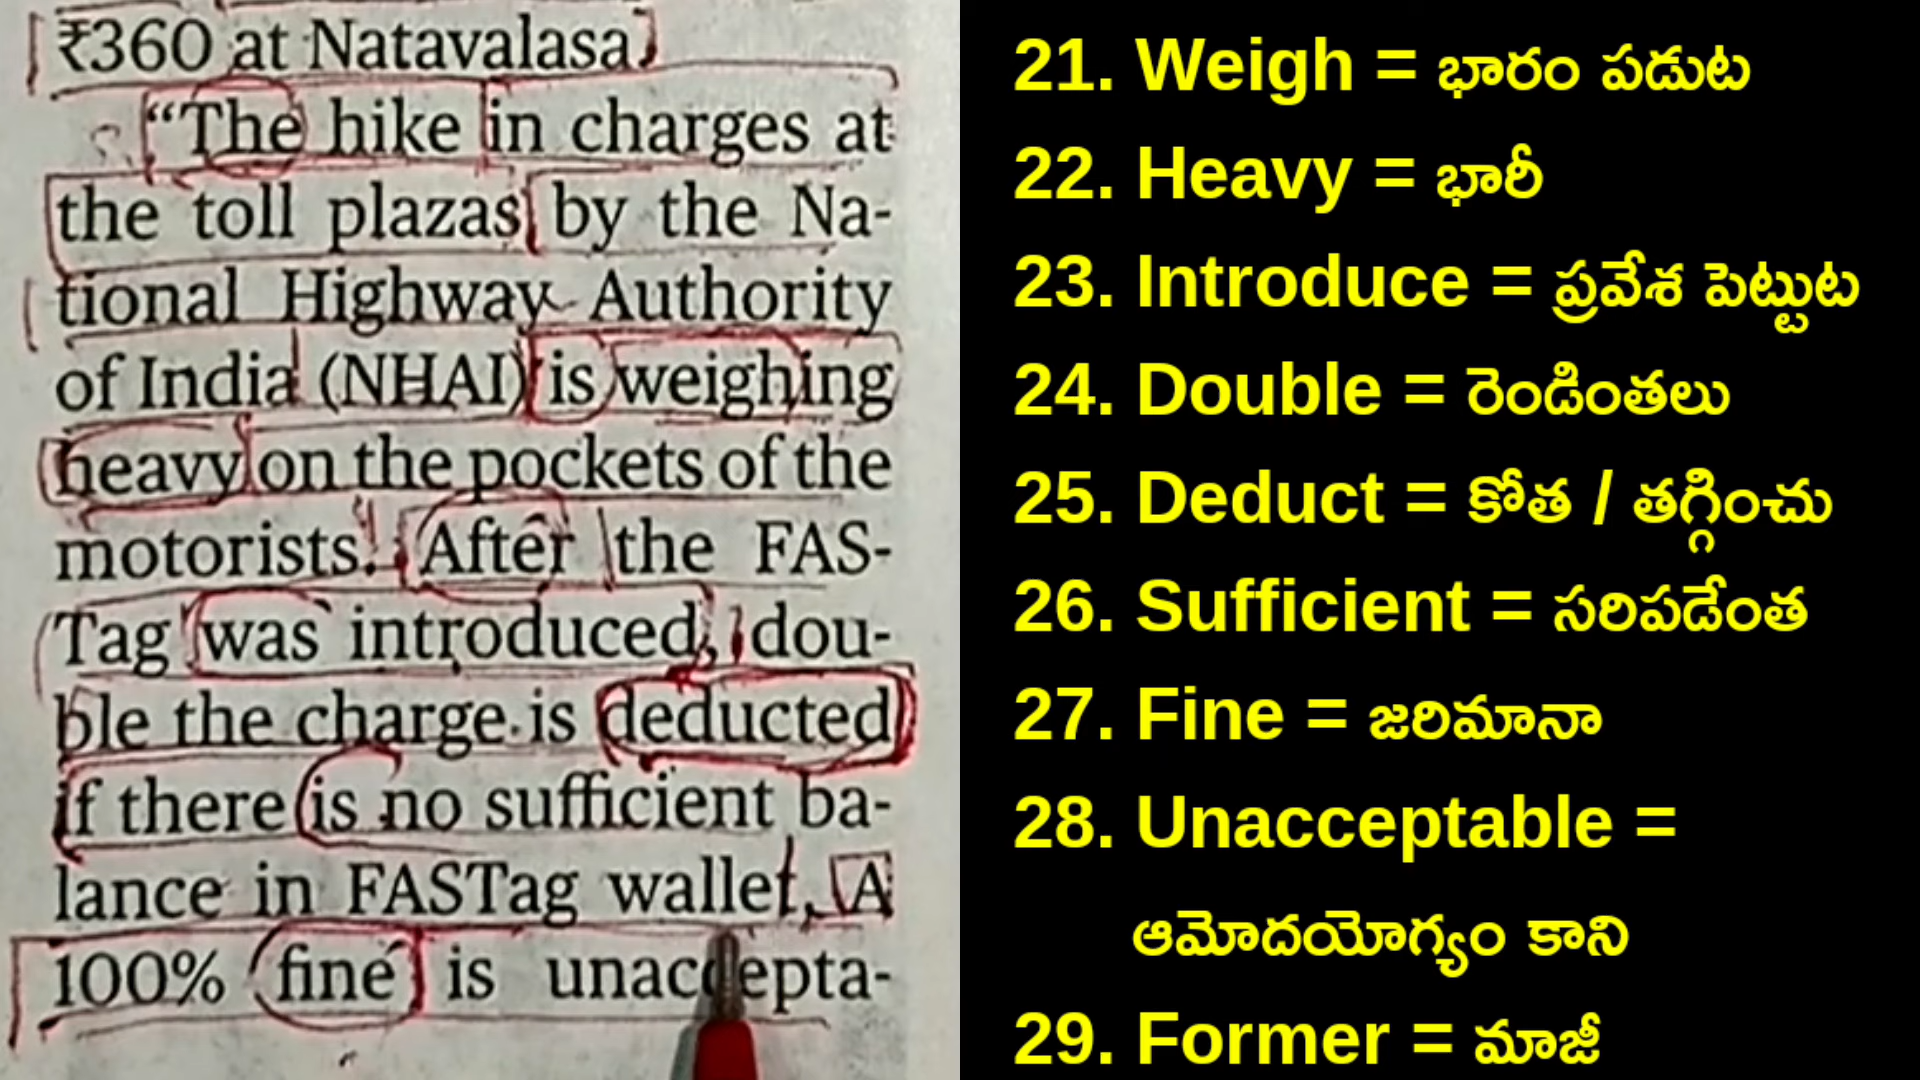 ₹360 at Natavalasa.
“The hike in charges at
the toll plazas by the Na-
tional Highway Authority
of India (NHAI) is weighing
heavy on the pockets of the
motorists. After the FAS-
Tag was introduced, dou-
ble the charge is deducted
if there is no sufficient ba-
lance in FASTag wallet. A
100% fine is unaccepta-
21. Weigh = భారం పడుట
22. Heavy = భారీ
23. Introduce = ప్రవేశ పెట్టుట
24. Double = రెండింతలు
25. Deduct = కోత / తగ్గించు
26. Sufficient = సరిపడేంత
27. Fine = జరిమానా
28. Unacceptable =
ఆమోదయోగ్యం కాని
29. Former = మాజీ